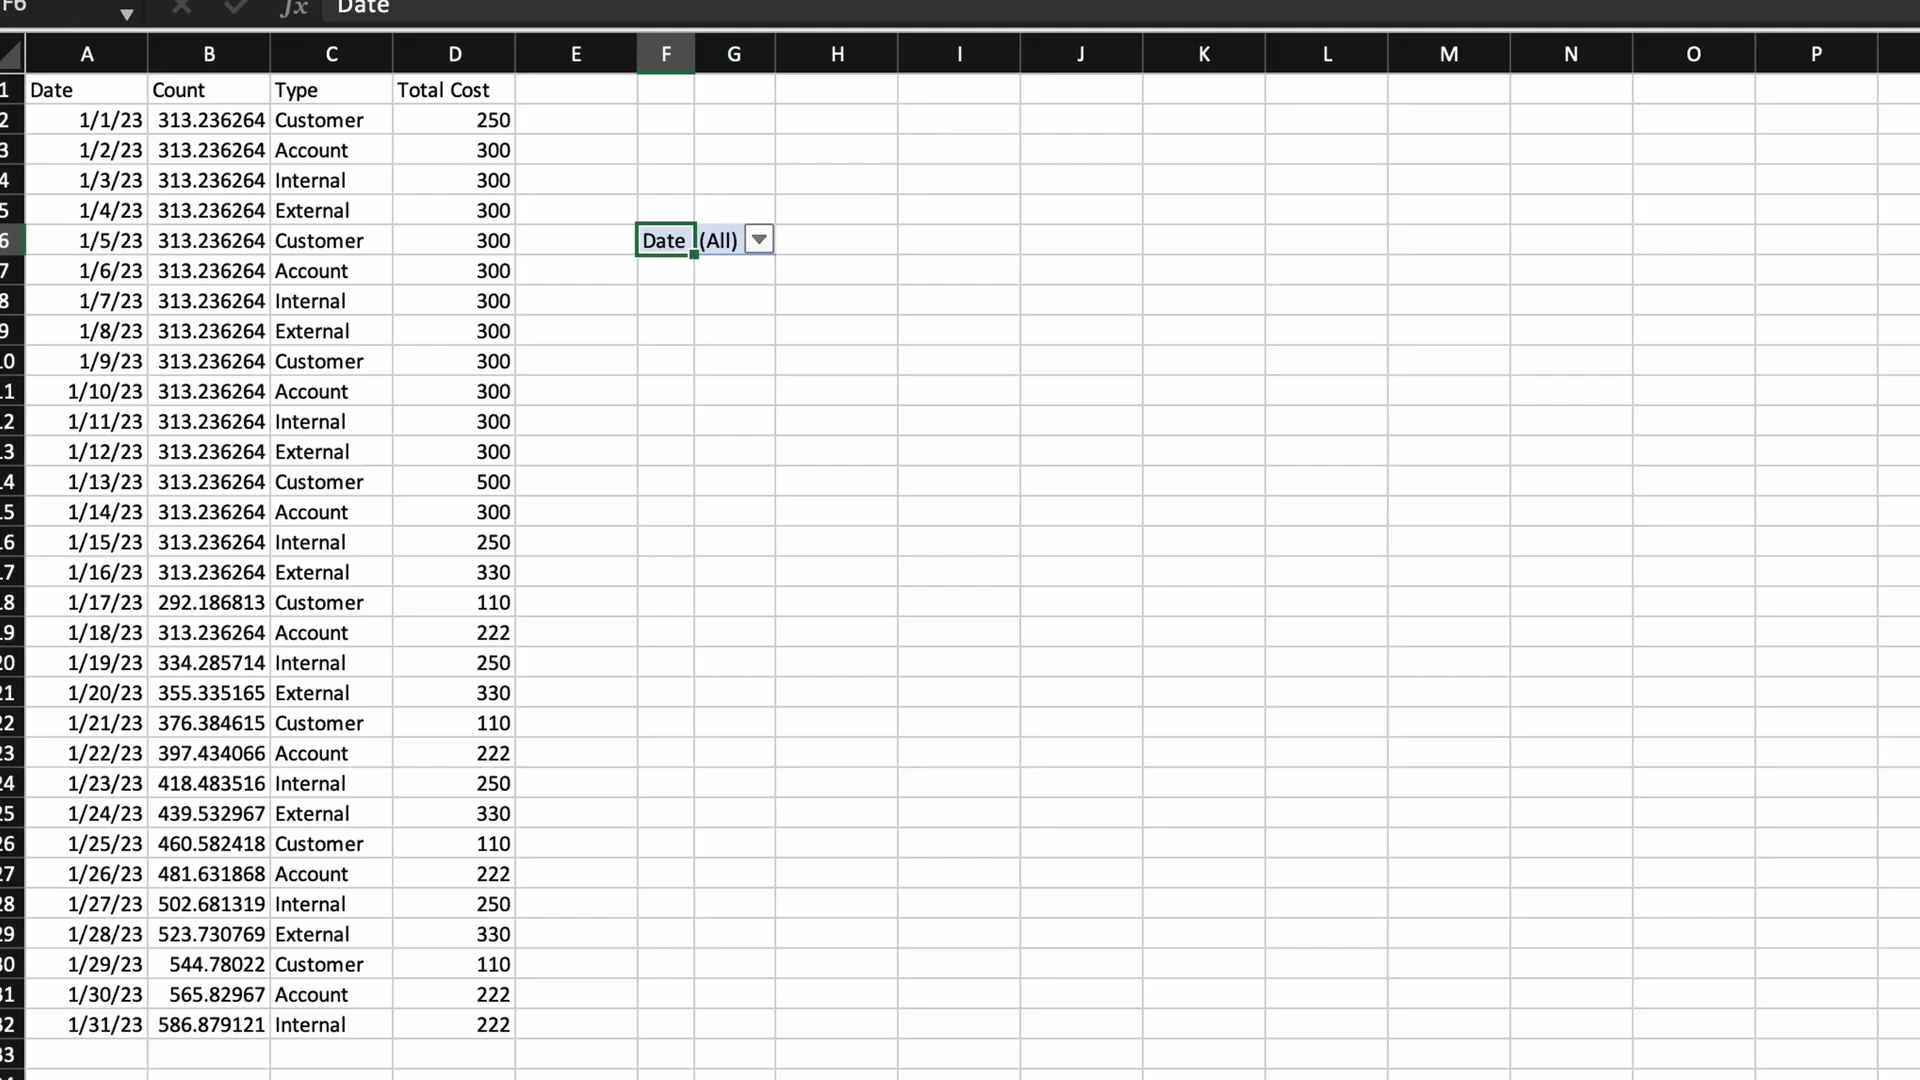 F6 fx Date
A B C D E F G H I J K L M N O P
1 Date Count Type Total Cost
2 1/1/23 313.236264 Customer 250
3 1/2/23 313.236264 Account 300
4 1/3/23 313.236264 Internal 300
5 1/4/23 313.236264 External 300
6 1/5/23 313.236264 Customer 300 Date (All)
7 1/6/23 313.236264 Account 300
8 1/7/23 313.236264 Internal 300
9 1/8/23 313.236264 External 300
10 1/9/23 313.236264 Customer 300
11 1/10/23 313.236264 Account 300
12 1/11/23 313.236264 Internal 300
13 1/12/23 313.236264 External 300
14 1/13/23 313.236264 Customer 500
15 1/14/23 313.236264 Account 300
16 1/15/23 313.236264 Internal 250
17 1/16/23 313.236264 External 330
18 1/17/23 292.186813 Customer 110
19 1/18/23 313.236264 Account 222
20 1/19/23 334.285714 Internal 250
21 1/20/23 355.335165 External 330
22 1/21/23 376.384615 Customer 110
23 1/22/23 397.434066 Account 222
24 1/23/23 418.483516 Internal 250
25 1/24/23 439.532967 External 330
26 1/25/23 460.582418 Customer 110
27 1/26/23 481.631868 Account 222
28 1/27/23 502.681319 Internal 250
29 1/28/23 523.730769 External 330
30 1/29/23 544.78022 Customer 110
31 1/30/23 565.82967 Account 222
32 1/31/23 586.879121 Internal 222
33